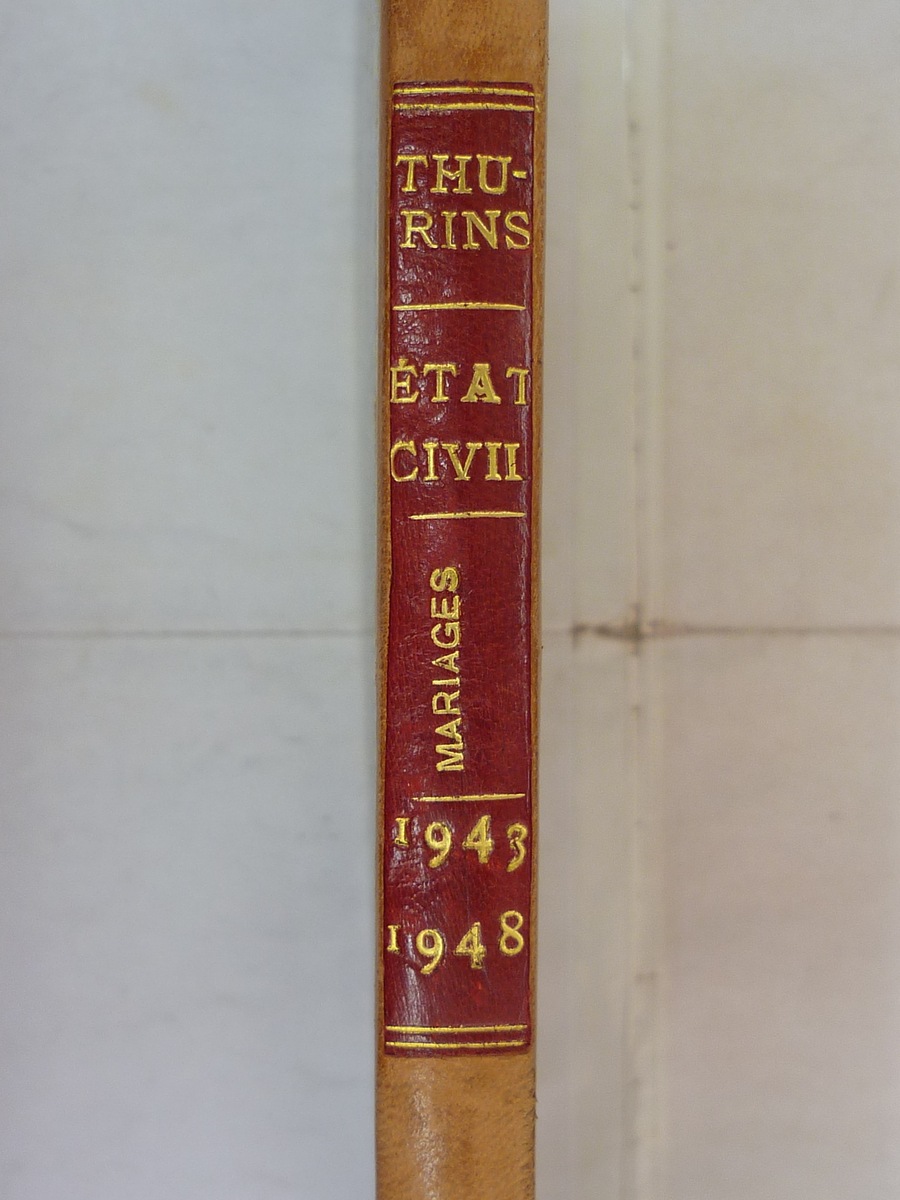 THU-
RINS
ÉTAT
CIVIL
MARIAGES
1943
1948